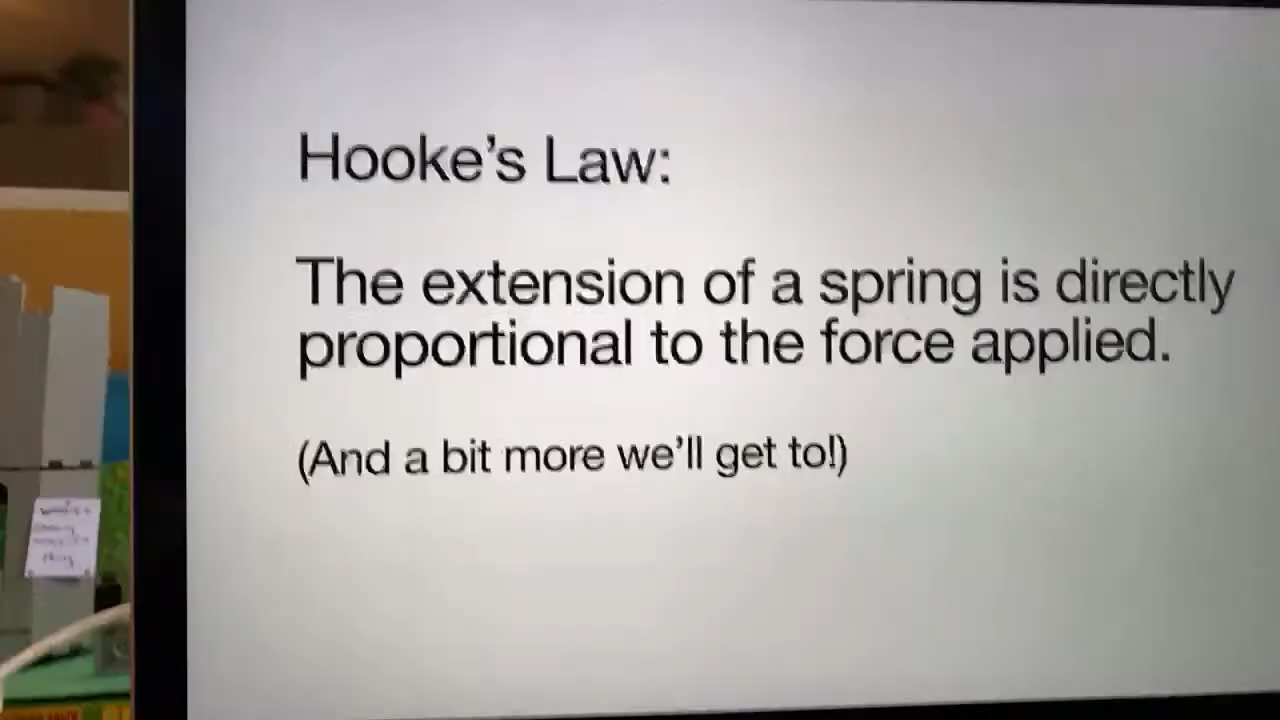 Hooke’s Law:
The extension of a spring is directly
proportional to the force applied.
(And a bit more we’ll get to!)